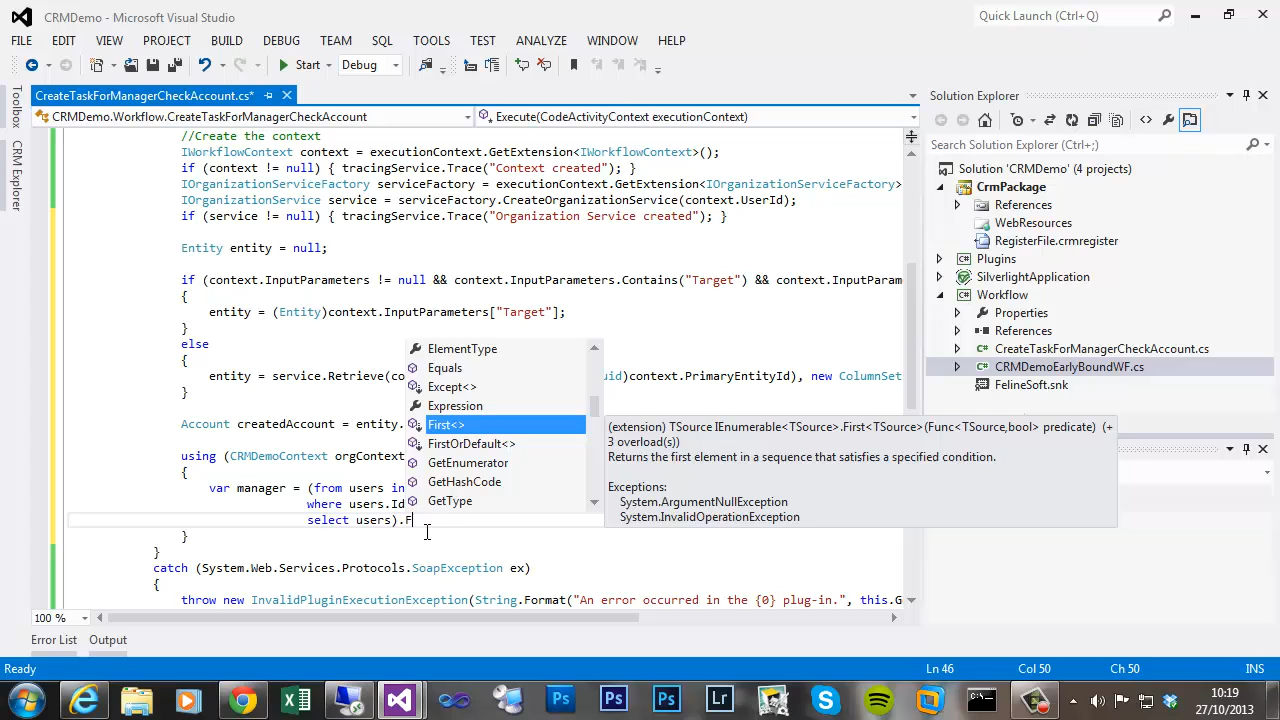 CRMDemo - Microsoft Visual Studio
Quick Launch (Ctrl+Q)
FILE EDIT VIEW PROJECT BUILD DEBUG TEAM SQL TOOLS TEST ANALYZE WINDOW HELP
Start Debug
CreateTaskForManagerCheckAccount.cs*
CRMDemo.Workflow.CreateTaskForManagerCheckAccount
Execute(CodeActivityContext executionContext)
Toolbox
CRM Explorer
//Create the context
IWorkflowContext context = executionContext.GetExtension<IWorkflowContext>();
if (context != null) { tracingService.Trace("Context created"); }
IOrganizationServiceFactory serviceFactory = executionContext.GetExtension<IOrganizationServiceFactory>
IOrganizationService service = serviceFactory.CreateOrganizationService(context.UserId);
if (service != null) { tracingService.Trace("Organization Service created"); }
Entity entity = null;
if (context.InputParameters != null && context.InputParameters.Contains("Target") && context.InputParam
{
entity = (Entity)context.InputParameters["Target"];
}
else
{
entity = service.Retrieve(co
uid)context.PrimaryEntityId), new ColumnSet
}
Account createdAccount = entity.
using (CRMDemoContext orgContext
{
var manager = (from users in
where users.Id
select users).F
}
}
catch (System.Web.Services.Protocols.SoapException ex)
{
throw new InvalidPluginExecutionException(String.Format("An error occurred in the {0} plug-in.", this.G
ElementType
Equals
Except<>
Expression
First<>
FirstOrDefault<>
GetEnumerator
GetHashCode
GetType
(extension) TSource IEnumerable<TSource>.First<TSource>(Func<TSource,bool> predicate) (+
3 overload(s))
Returns the first element in a sequence that satisfies a specified condition.
Exceptions:
System.ArgumentNullException
System.InvalidOperationException
100 %
Error List Output
Solution Explorer
Search Solution Explorer (Ctrl+;)
Solution 'CRMDemo' (4 projects)
CrmPackage
References
WebResources
RegisterFile.crmregister
Plugins
SilverlightApplication
Workflow
Properties
References
CreateTaskForManagerCheckAccount.cs
CRMDemoEarlyBoundWF.cs
FelineSoft.snk
Ready
Ln 46
Col 50
Ch 50
INS
Ps
Ps
Ps
Lr
10:19
27/10/2013